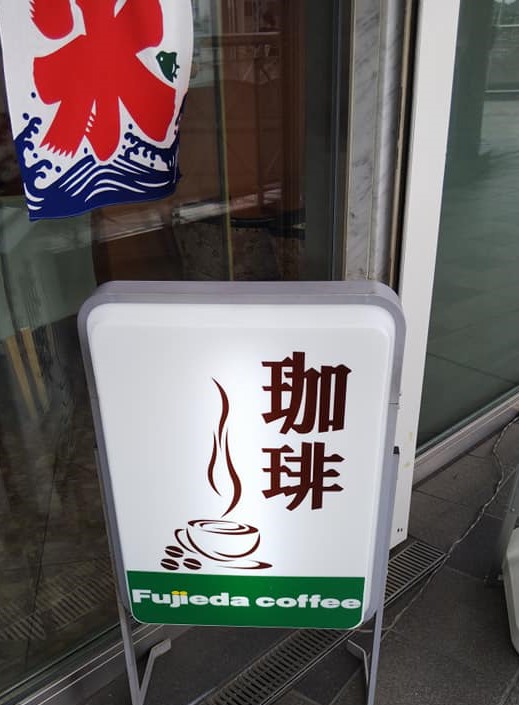 氷
珈
琲
Fujieda coffee